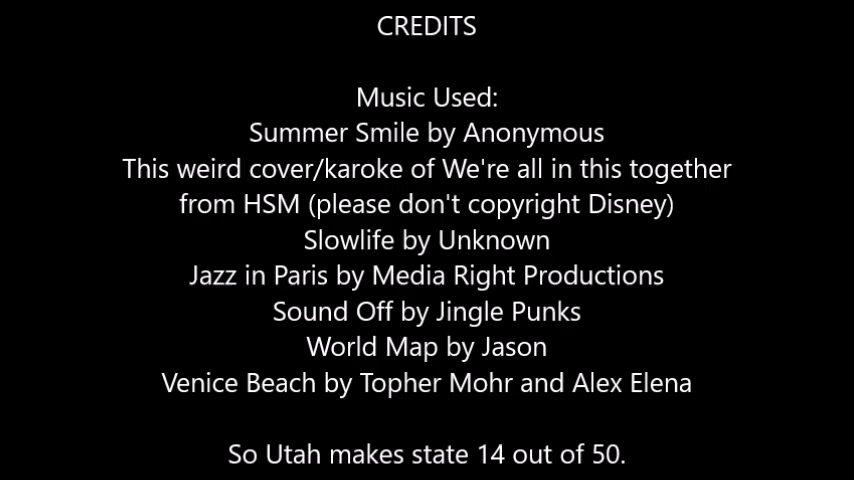 CREDITS
Music Used:
Summer Smile by Anonymous
This weird cover/karoke of We're all in this together
from HSM (please don't copyright Disney)
Slowlife by Unknown
Jazz in Paris by Media Right Productions
Sound Off by Jingle Punks
World Map by Jason
Venice Beach by Topher Mohr and Alex Elena
So Utah makes state 14 out of 50.